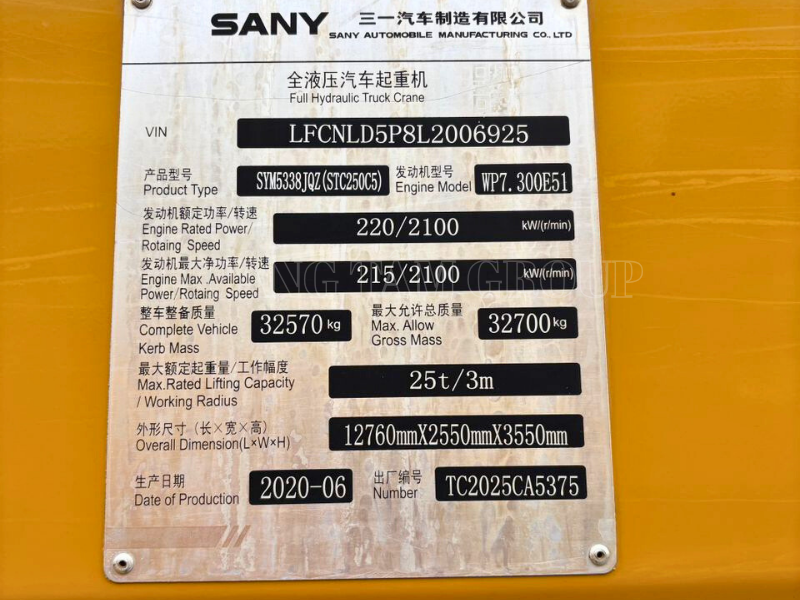 SANY 三一汽车制造有限公司
SANY AUTOMOBILE MANUFACTURING CO., LTD
全液压汽车起重机
Full Hydraulic Truck Crane
VIN LFCNLD5P8L2006925
产品型号
Product Type SYM5338JQZ(STC250C5)
发动机型号
Engine Model WP7.300E51
发动机额定功率/转速
Engine Rated Power/
Rotaing Speed
220/2100 kW/(r/min)
发动机最大净功率/转速
Engine Max .Available
Power/Rotaing Speed
215/2100 kW/(r/min)
整车整备质量
Complete Vehicle
Kerb Mass
32570 kg
最大允许总质量
Max. Allow
Gross Mass
32700 kg
最大额定起重量/工作幅度
Max.Rated Lifting Capacity
/ Working Radius
25t/3m
外形尺寸（长×宽×高）
Overall Dimension(L×W×H)
12760mmX2550mmX3550mm
生产日期
Date of Production
2020-06
出厂编号
Number
TC2025CA5375